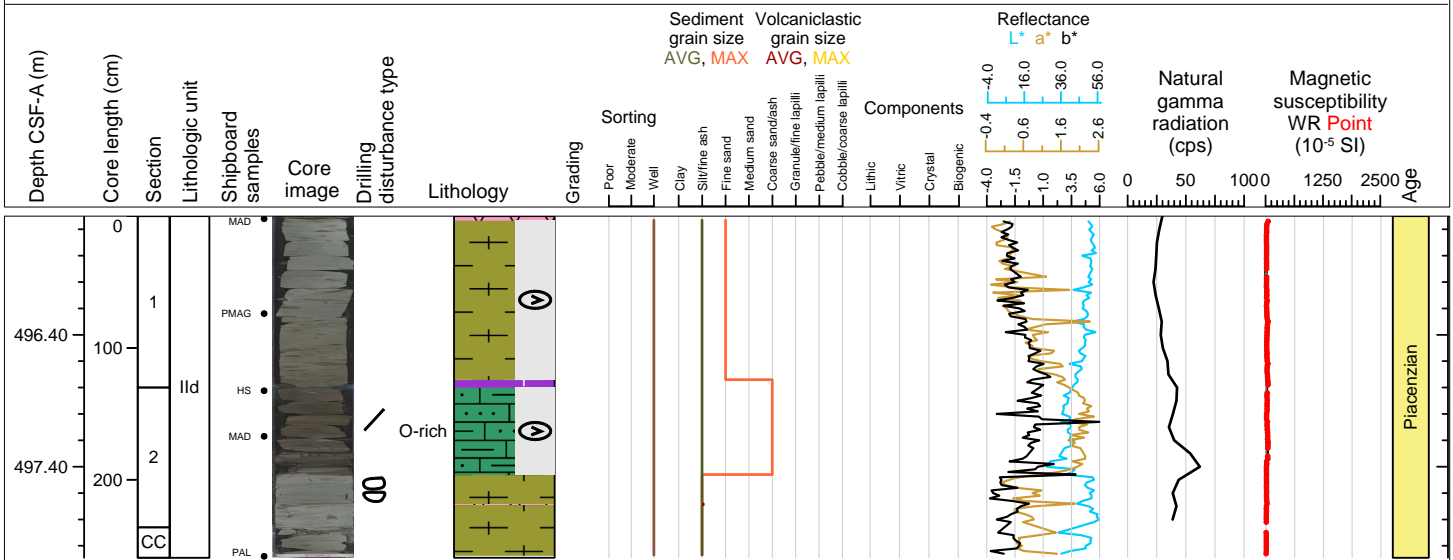 Depth CSF-A (m)
Core length (cm)
Section
Lithologic unit
Shipboard
samples
Core
image
Drilling
disturbance type
Lithology
Grading
Sorting
Poor
Moderate
Well
Sediment
grain size
AVG, MAX
Volcaniclastic
grain size
AVG, MAX
Clay
Silt/fine ash
Fine sand
Medium sand
Coarse sand/ash
Granule/fine lapilli
Pebble/medium lapilli
Cobble/coarse lapilli
Components
Lithic
Vitric
Crystal
Biogenic
Reflectance
L* a* b*
-4.0 16.0 36.0 56.0
-0.4 0.6 1.6 2.6
-4.0 -1.5 1.0 3.5 6.0
Natural
gamma
radiation
(cps)
0 50 100
Magnetic
susceptibility
WR Point
(10⁻⁵ SI)
0 1250 2500
Age
496.40
497.40
0
100
200
1
2
CC
IId
MAD
PMAG
HS
MAD
PAL
O-rich
Piacenzian